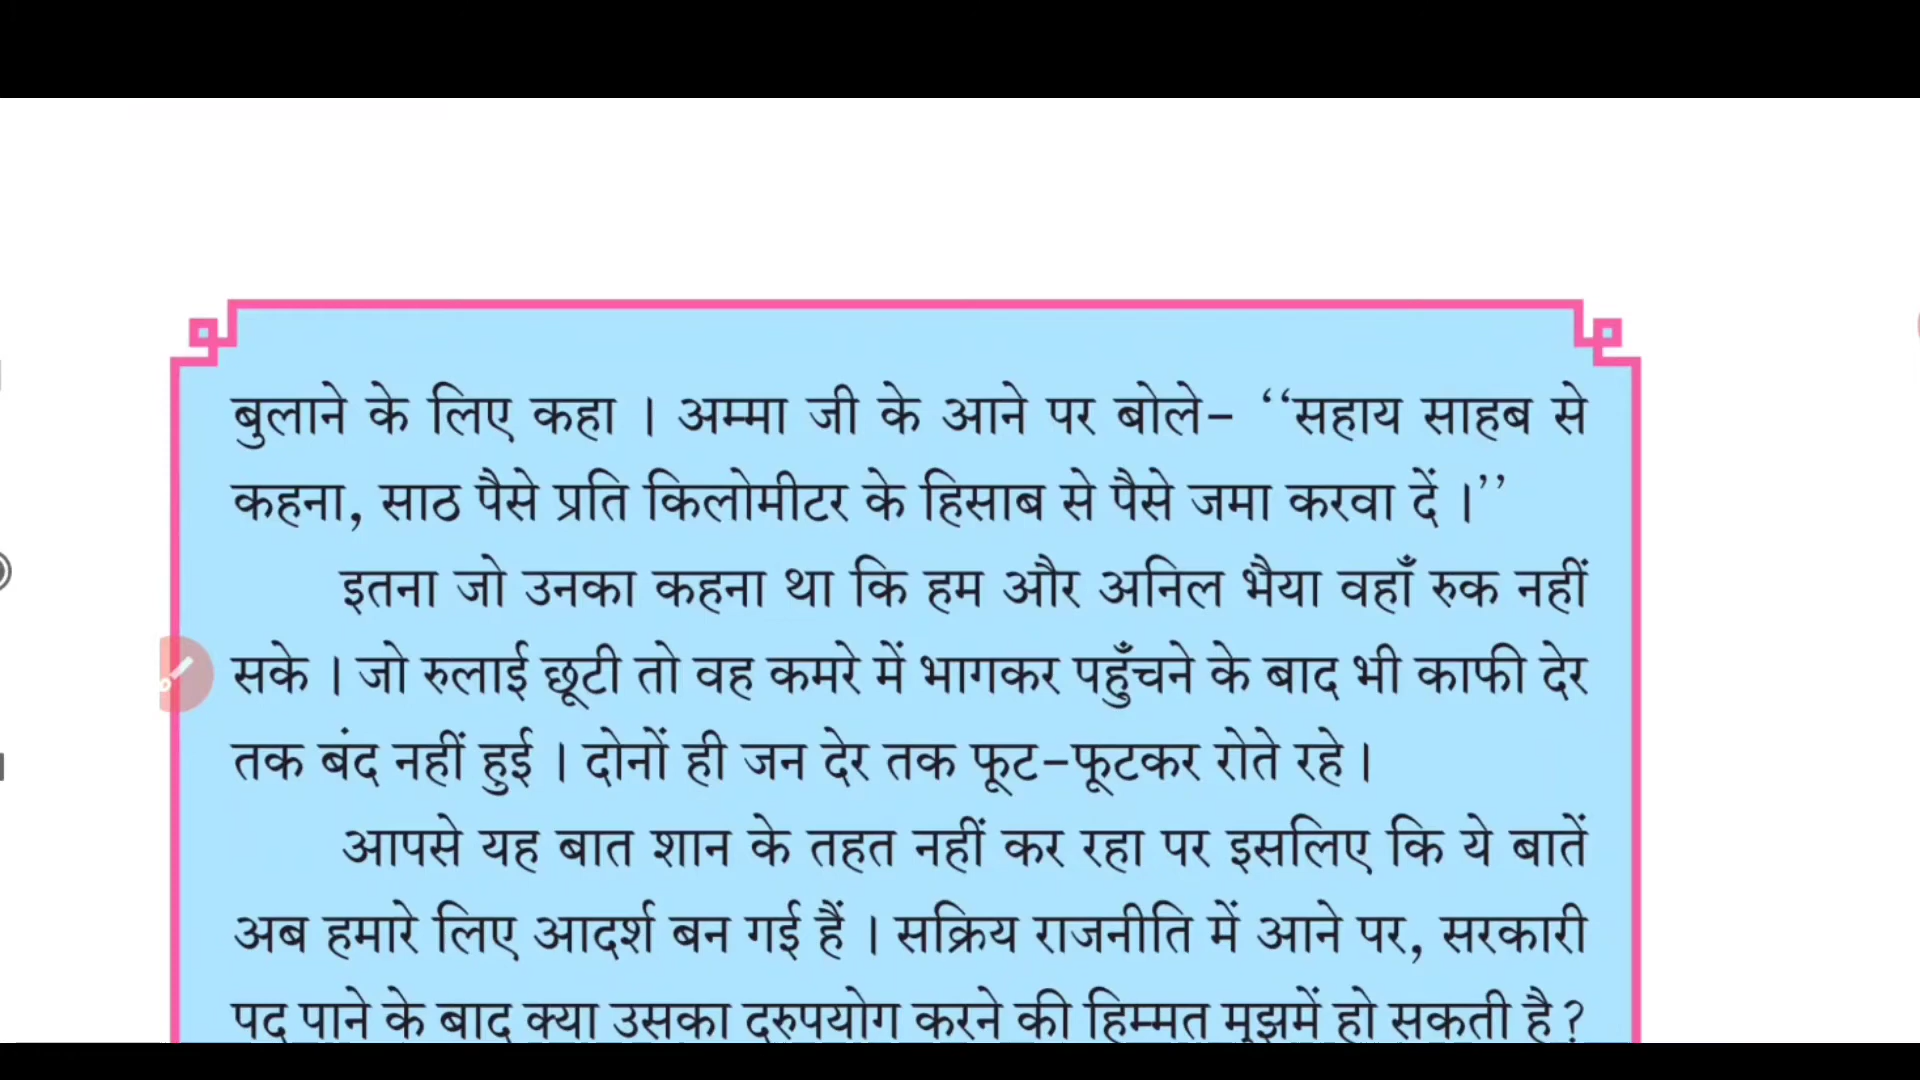 बुलाने के लिए कहा । अम्मा जी के आने पर बोले- ‘‘सहाय साहब से
कहना, साठ पैसे प्रति किलोमीटर के हिसाब से पैसे जमा करवा दें ।’’
इतना जो उनका कहना था कि हम और अनिल भैया वहाँ रुक नहीं
सके । जो रुलाई छूटी तो वह कमरे में भागकर पहुँचने के बाद भी काफी देर
तक बंद नहीं हुई । दोनों ही जन देर तक फूट-फूटकर रोते रहे ।
आपसे यह बात शान के तहत नहीं कर रहा पर इसलिए कि ये बातें
अब हमारे लिए आदर्श बन गई हैं । सक्रिय राजनीति में आने पर, सरकारी
पद पाने के बाद क्या उसका दुरुपयोग करने की हिम्मत मुझमें हो सकती है ?